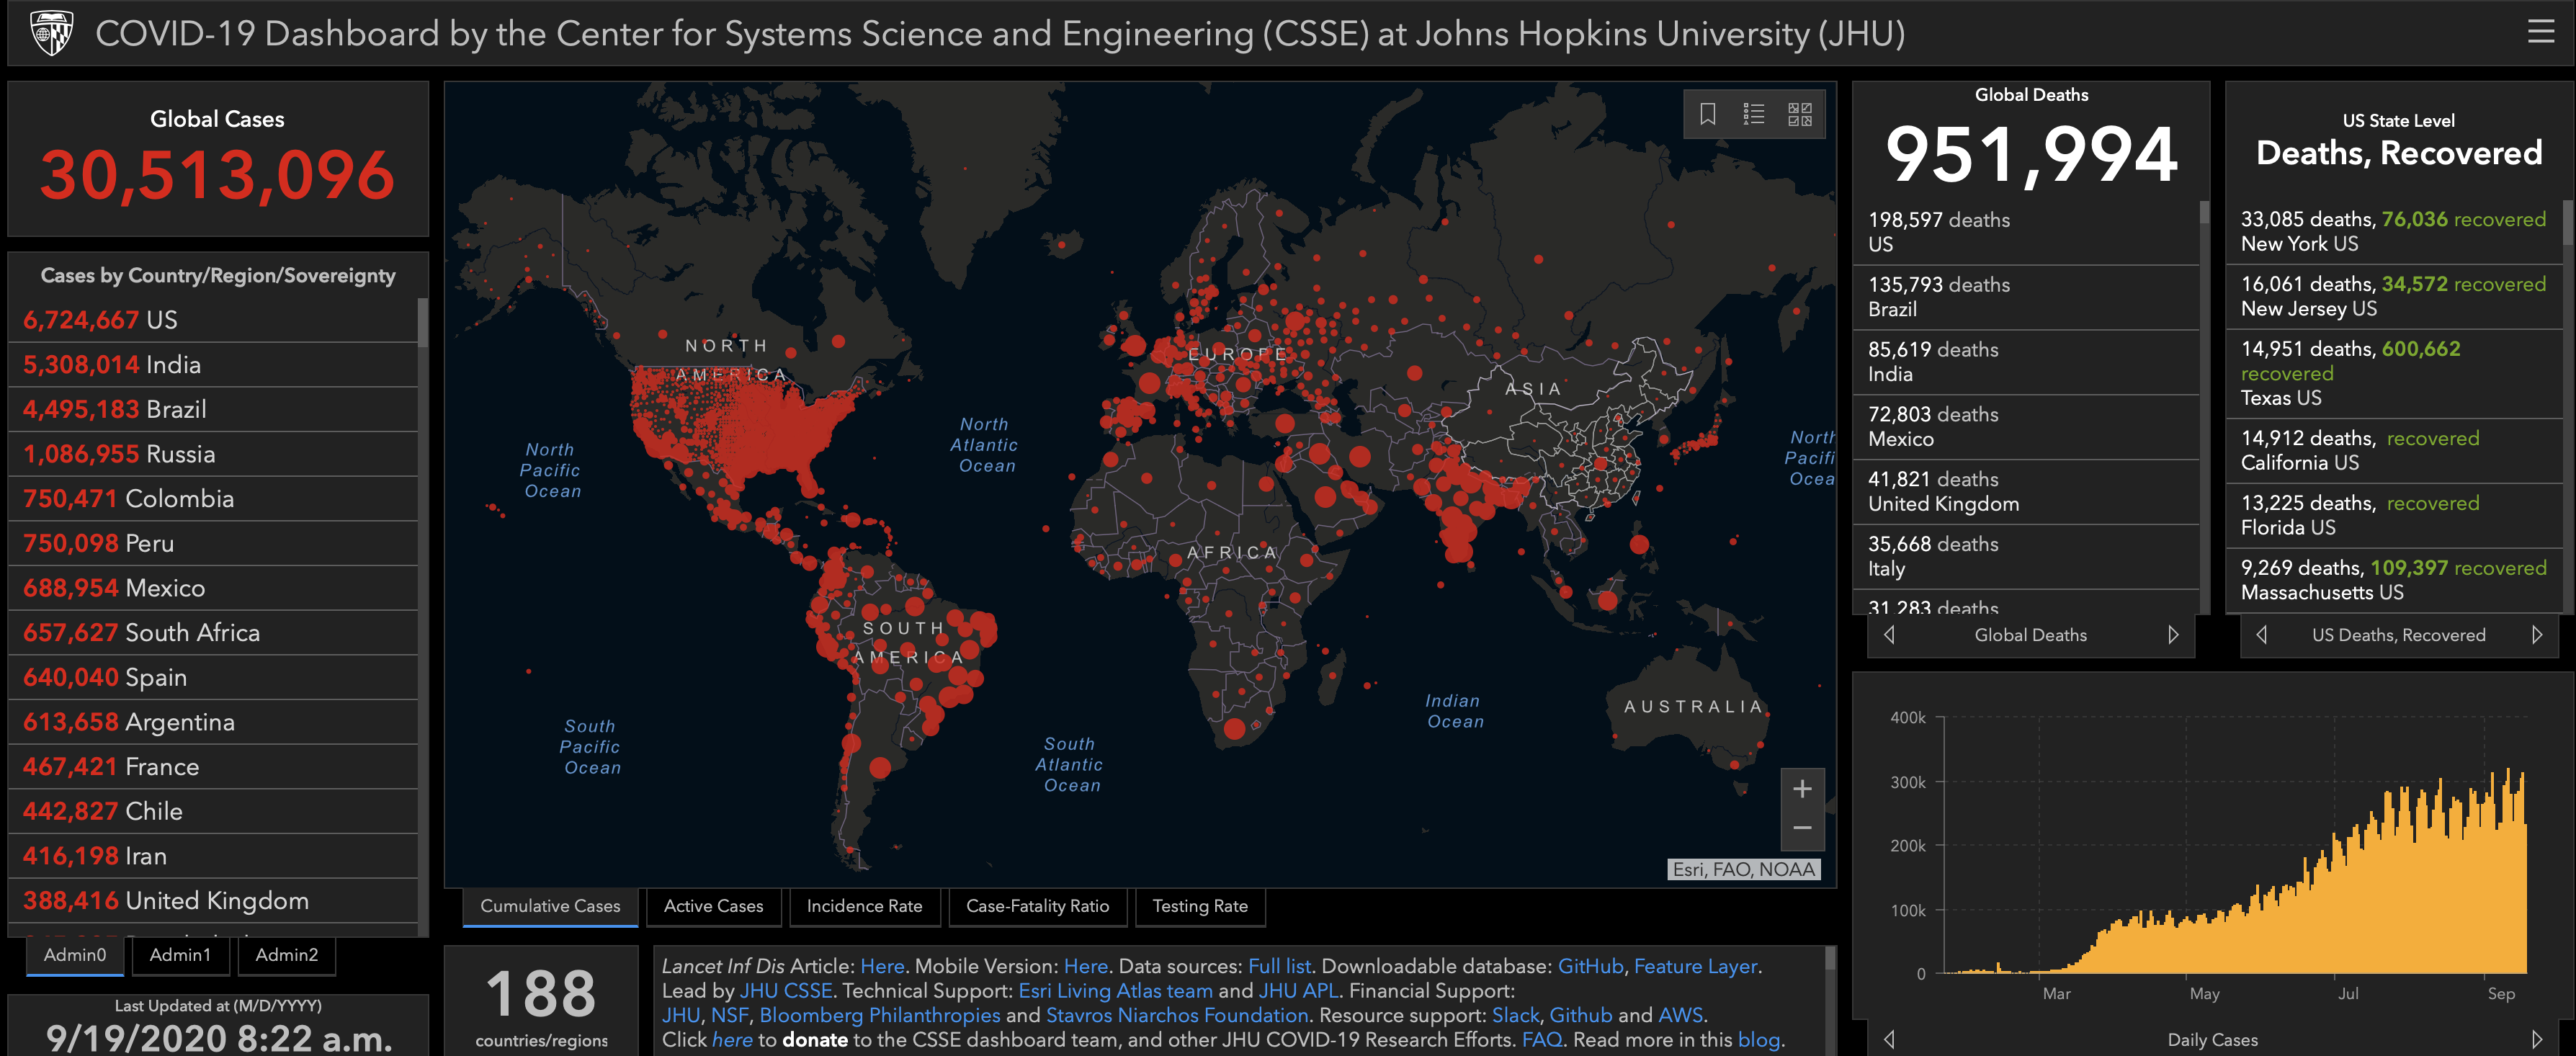 COVID-19 Dashboard by the Center for Systems Science and Engineering (CSSE) at Johns Hopkins University (JHU)
Global Cases
30,513,096
Cases by Country/Region/Sovereignty
6,724,667 US
5,308,014 India
4,495,183 Brazil
1,086,955 Russia
750,471 Colombia
750,098 Peru
688,954 Mexico
657,627 South Africa
640,040 Spain
613,658 Argentina
467,421 France
442,827 Chile
416,198 Iran
388,416 United Kingdom
Admin0
Admin1
Admin2
Last Updated at (M/D/YYYY)
9/19/2020 8:22 a.m.
NORTH
AMERICA
EUROPE
ASIA
North
Pacific
Ocean
North
Atlantic
Ocean
North
Pacifi
Ocea
AFRICA
SOUTH
AMERICA
Indian
Ocean
AUSTRALIA
South
Pacific
Ocean
South
Atlantic
Ocean
+
−
Esri, FAO, NOAA
Cumulative Cases
Active Cases
Incidence Rate
Case-Fatality Ratio
Testing Rate
188
countries/regions
Lancet Inf Dis Article: Here. Mobile Version: Here. Data sources: Full list. Downloadable database: GitHub, Feature Layer.
Lead by JHU CSSE. Technical Support: Esri Living Atlas team and JHU APL. Financial Support:
JHU, NSF, Bloomberg Philanthropies and Stavros Niarchos Foundation. Resource support: Slack, Github and AWS.
Click here to donate to the CSSE dashboard team, and other JHU COVID-19 Research Efforts. FAQ. Read more in this blog.
Global Deaths
951,994
198,597 deaths
US
135,793 deaths
Brazil
85,619 deaths
India
72,803 deaths
Mexico
41,821 deaths
United Kingdom
35,668 deaths
Italy
31,283 deaths
Global Deaths
US State Level
Deaths, Recovered
33,085 deaths, 76,036 recovered
New York US
16,061 deaths, 34,572 recovered
New Jersey US
14,951 deaths, 600,662
recovered
Texas US
14,912 deaths, recovered
California US
13,225 deaths, recovered
Florida US
9,269 deaths, 109,397 recovered
Massachusetts US
US Deaths, Recovered
400k
300k
200k
100k
0
Mar
May
Jul
Sep
Daily Cases